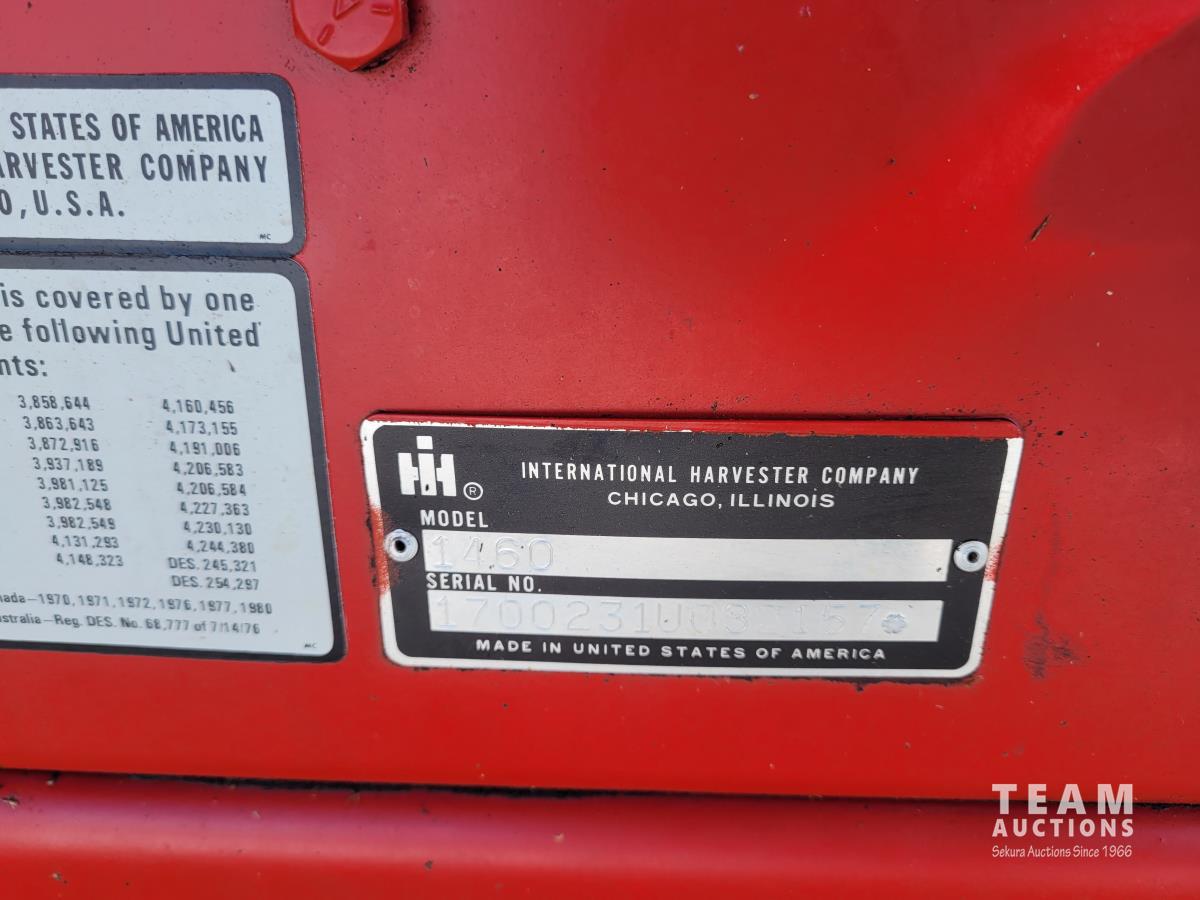 STATES OF AMERICA
ARVESTER COMPANY
O, U.S.A.
MC
is covered by one
e following United
nts:
3,858,644 4,160,456
3,863,643 4,173,155
3,872,916 4,191,006
3,937,189 4,206,583
3,981,125 4,206,584
3,982,548 4,227,363
3,982,549 4,230,130
4,131,293 4,244,380
4,148,323 DES. 245,321
DES. 254,297
nada—1970, 1971, 1972, 1976, 1977, 1980
ustralia—Reg. DES. No. 68,777 of 7/14/76
MC
IH ®
INTERNATIONAL HARVESTER COMPANY
CHICAGO, ILLINOIS
MODEL
1460
SERIAL NO.
MADE IN UNITED STATES OF AMERICA
TEAM
AUCTIONS
Sekura Auctions Since 1966